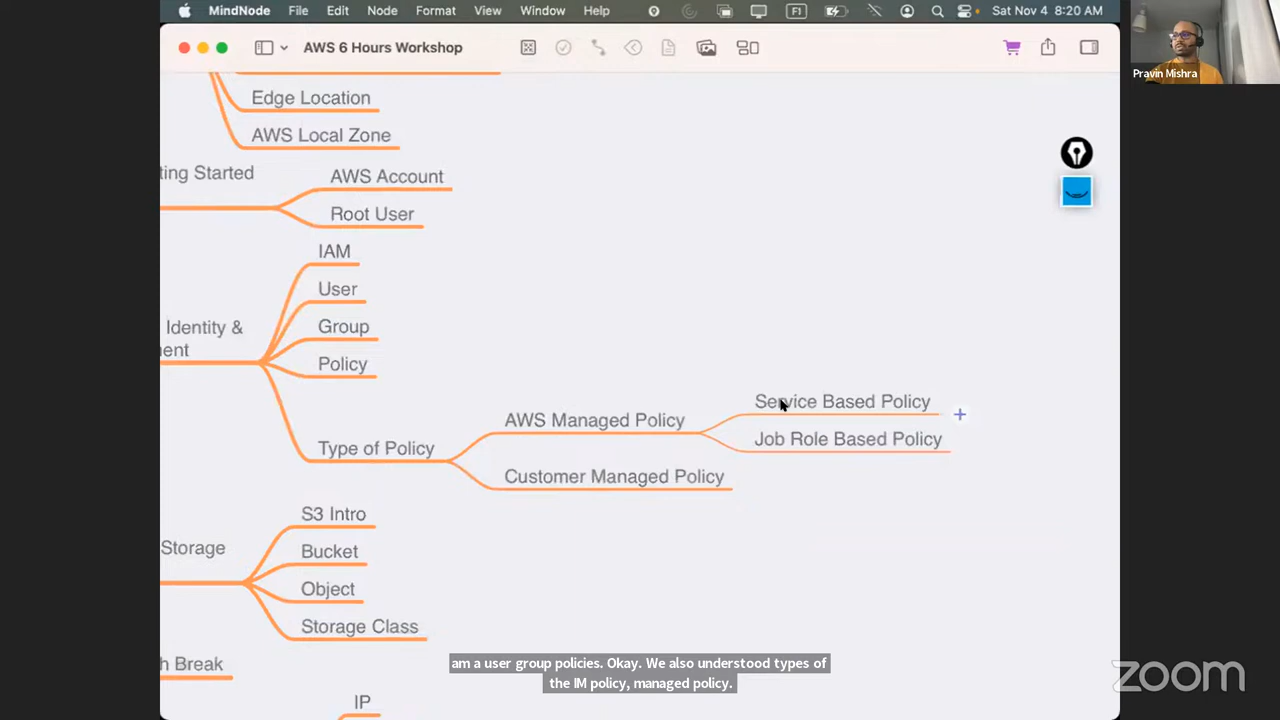 MindNode File Edit Node Format View Window Help Sat Nov 4 8:20 AM
AWS 6 Hours Workshop
Pravin Mishra
Edge Location
AWS Local Zone
ting Started
AWS Account
Root User
IAM
User
Identity &
Group
ent
Policy
Service Based Policy
AWS Managed Policy
Job Role Based Policy
Type of Policy
Customer Managed Policy
S3 Intro
Storage
Bucket
Object
Storage Class
h Break
am a user group policies. Okay. We also understood types of
the IM policy, managed policy.
IP
zoom